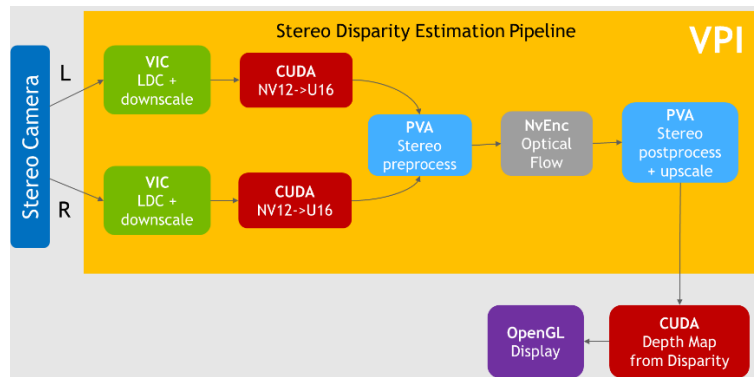 Stereo Disparity Estimation Pipeline
VPI
Stereo Camera
L
R
VIC
LDC +
downscale
CUDA
NV12->U16
VIC
LDC +
downscale
CUDA
NV12->U16
PVA
Stereo
preprocess
NvEnc
Optical
Flow
PVA
Stereo
postprocess
+ upscale
CUDA
Depth Map
from Disparity
OpenGL
Display